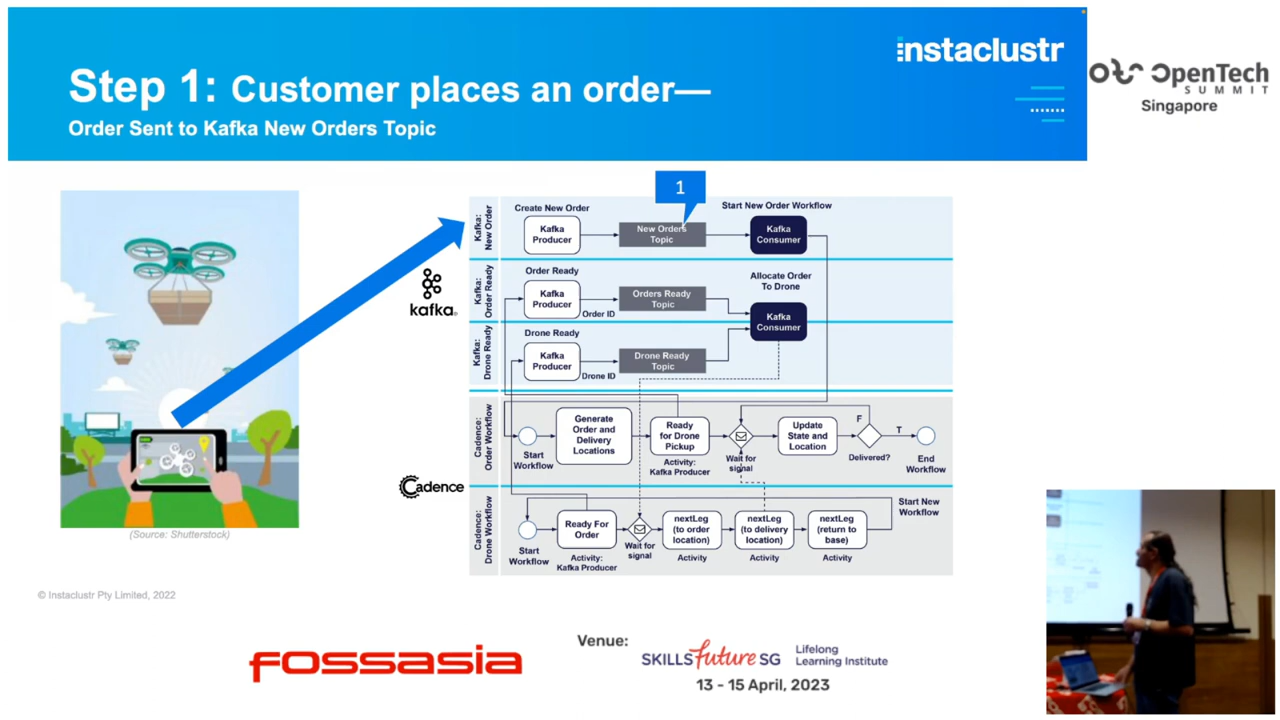 Step 1: Customer places an order—
Order Sent to Kafka New Orders Topic
instaclustr
OpenTech
SUMMIT
Singapore
1
Kafka:
New Order
Create New Order
Kafka
Producer
New Orders
Topic
Start New Order Workflow
Kafka
Consumer
kafka®
Kafka:
Order Ready
Order Ready
Kafka
Producer
Order ID
Orders Ready
Topic
Allocate Order
To Drone
Kafka
Consumer
Kafka:
Drone Ready
Drone Ready
Kafka
Producer
Drone ID
Drone Ready
Topic
Cadence:
Order Workflow
Start
Workflow
Generate
Order and
Delivery
Locations
Ready
for Drone
Pickup
Activity:
Kafka Producer
Wait for
signal
Update
State and
Location
F
T
Delivered?
End
Workflow
Cadence
Cadence:
Drone Workflow
Start
Workflow
Ready For
Order
Activity:
Kafka Producer
Wait for
signal
nextLeg
(to order
location)
Activity
nextLeg
(to delivery
location)
Activity
nextLeg
(return to
base)
Activity
Start New
Workflow
(Source: Shutterstock)
© Instaclustr Pty Limited, 2022
FOSSASIA
Venue:
SKILLS future SG
Lifelong
Learning Institute
13 - 15 April, 2023